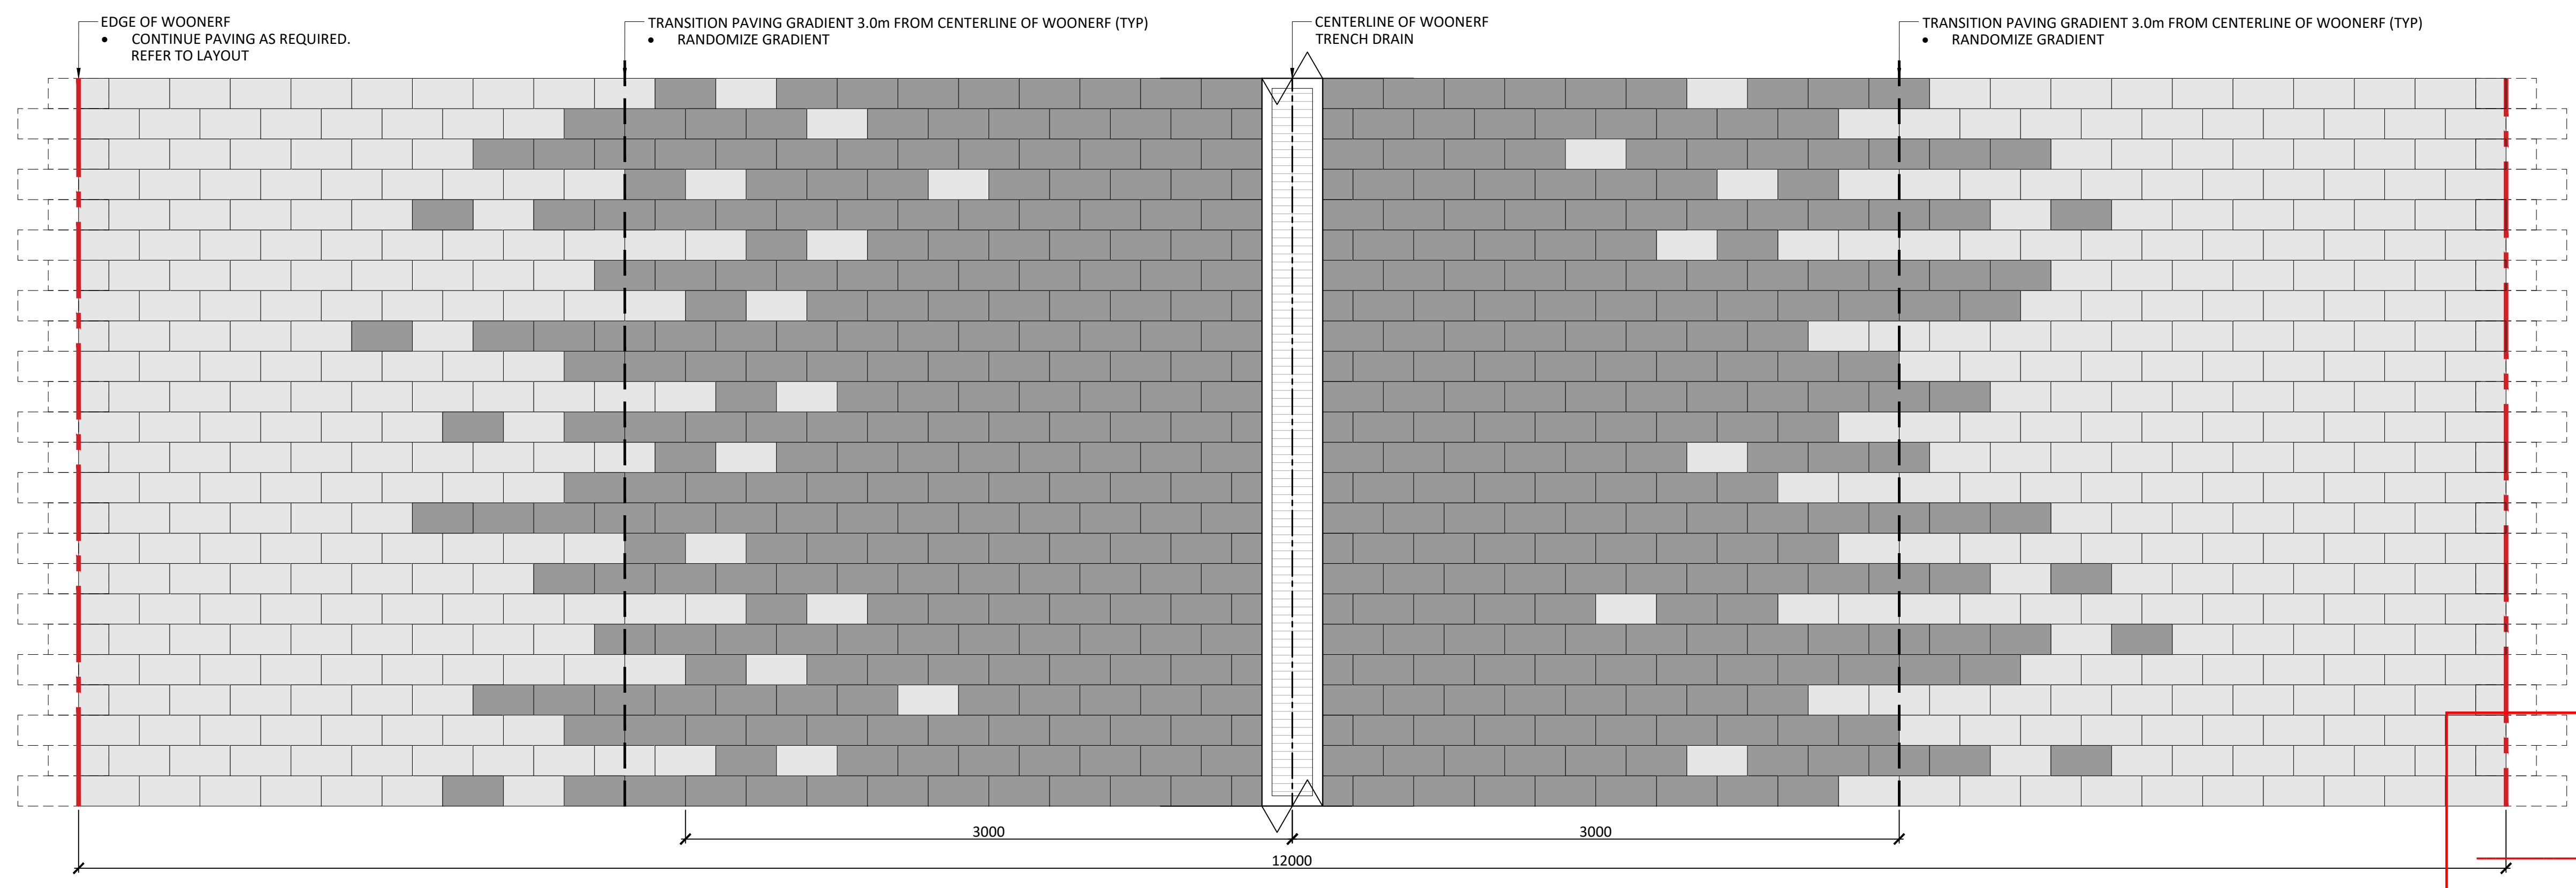 EDGE OF WOONERF
• CONTINUE PAVING AS REQUIRED.
REFER TO LAYOUT
TRANSITION PAVING GRADIENT 3.0m FROM CENTERLINE OF WOONERF (TYP)
• RANDOMIZE GRADIENT
CENTERLINE OF WOONERF
TRENCH DRAIN
TRANSITION PAVING GRADIENT 3.0m FROM CENTERLINE OF WOONERF (TYP)
• RANDOMIZE GRADIENT
3000
3000
12000